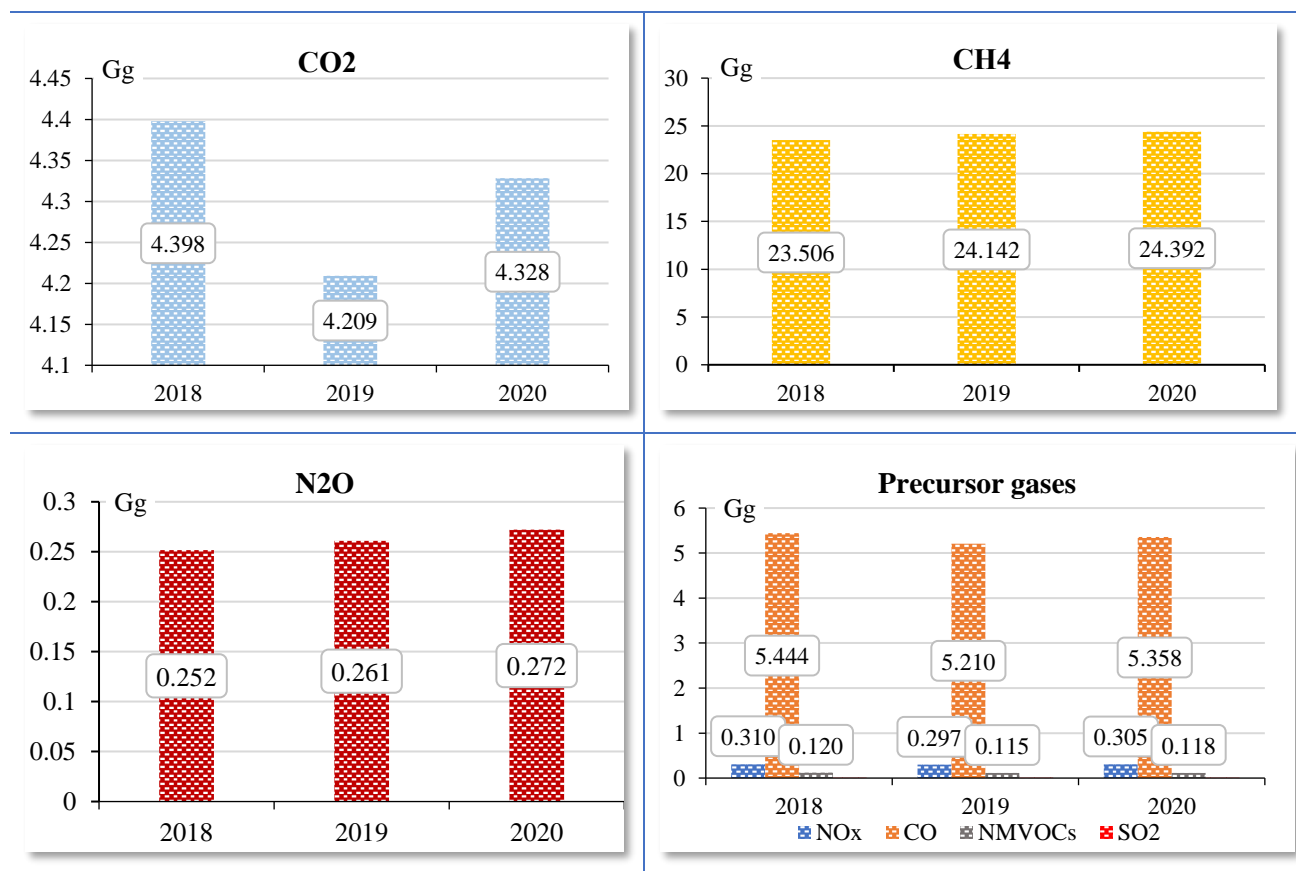 CO2
Gg
4.45
4.4
4.35
4.3
4.25
4.2
4.15
4.1
4.398
4.209
4.328
2018 2019 2020
CH4
Gg
30
25
20
15
10
5
0
23.506 24.142 24.392
2018 2019 2020
N2O
Gg
0.3
0.25
0.2
0.15
0.1
0.05
0
0.252 0.261 0.272
2018 2019 2020
Precursor gases
Gg
6
5
4
3
2
1
0
5.444 5.210 5.358
0.310 0.120 0.297 0.115 0.305 0.118
2018 2019 2020
NOx CO NMVOCs SO2